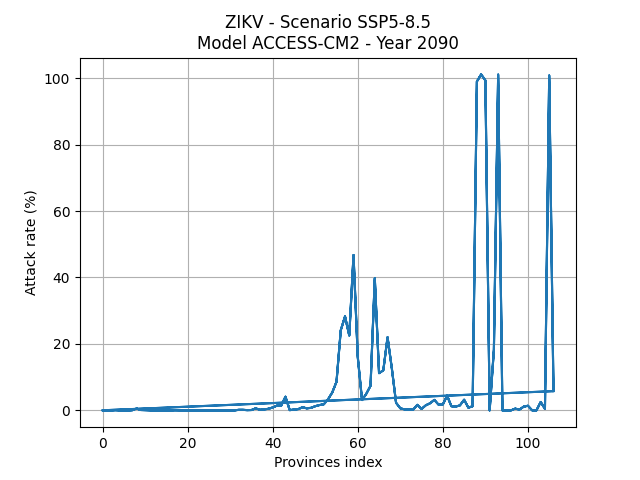 ZIKV - Scenario SSP5-8.5
Model ACCESS-CM2 - Year 2090
100
80
60
40
20
0
Attack rate (%)
0 20 40 60 80 100
Provinces index